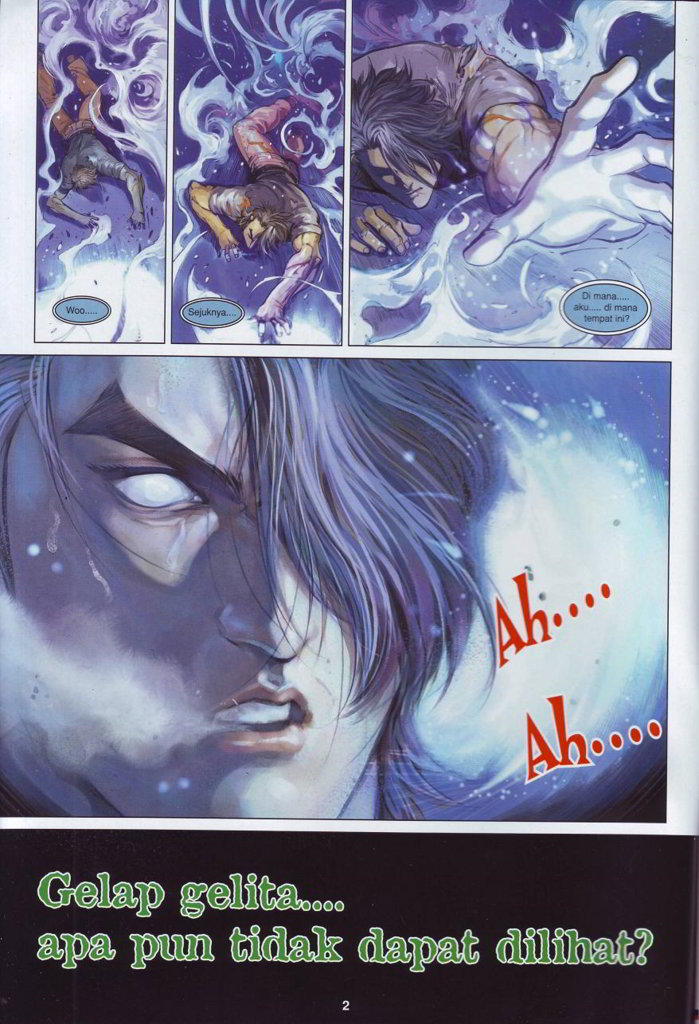 Woo.....
Sejuknya....
Di mana.....
aku..... di mana
tempat ini?
Ah....
Ah....
Gelap gelita....
apa pun tidak dapat dilihat?
2